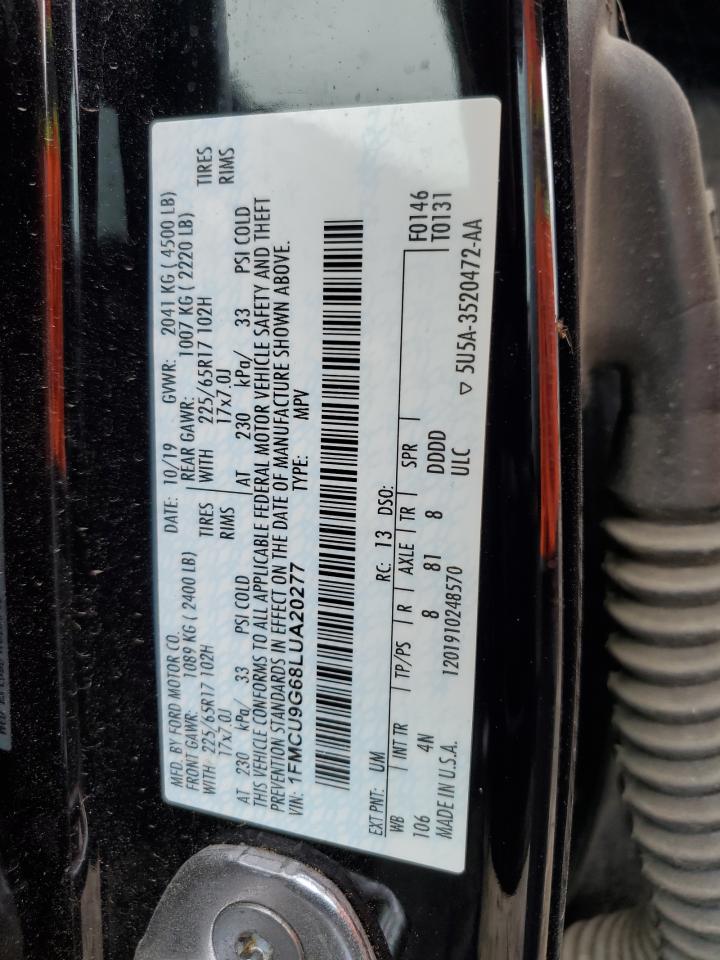 MFD. BY FORD MOTOR CO. DATE: 10/19 GVWR: 2041 KG ( 4500 LB)
FRONT GAWR: 1089 KG ( 2400 LB) REAR GAWR: 1007 KG ( 2220 LB)
WITH 225/65R17 102H TIRES WITH 225/65R17 102H TIRES
17x7.0J RIMS 17x7.0J RIMS
AT 230 kPa/ 33 PSI COLD AT 230 kPa/ 33 PSI COLD
THIS VEHICLE CONFORMS TO ALL APPLICABLE FEDERAL MOTOR VEHICLE SAFETY AND THEFT
PREVENTION STANDARDS IN EFFECT ON THE DATE OF MANUFACTURE SHOWN ABOVE.
VIN: 1FMCU9G68LUA20277 TYPE: MPV
EXT PNT: UM RC: 13 DSO: F0146
WB INT TR TP/PS R AXLE TR SPR T0131
106 4N 8 81 8 DDDD
MADE IN U.S.A. 1201910248570 ULC ▽ 5U5A-3520472-AA